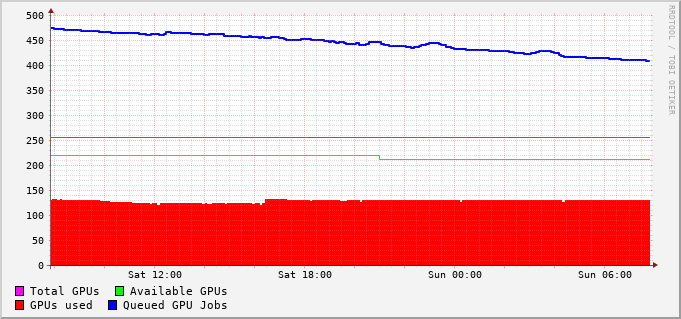 500
450
400
350
300
250
200
150
100
50
0
Sat 12:00 Sat 18:00 Sun 00:00 Sun 06:00
Total GPUs Available GPUs
GPUs used Queued GPU Jobs
RRDTOOL / TOBI OETIKER